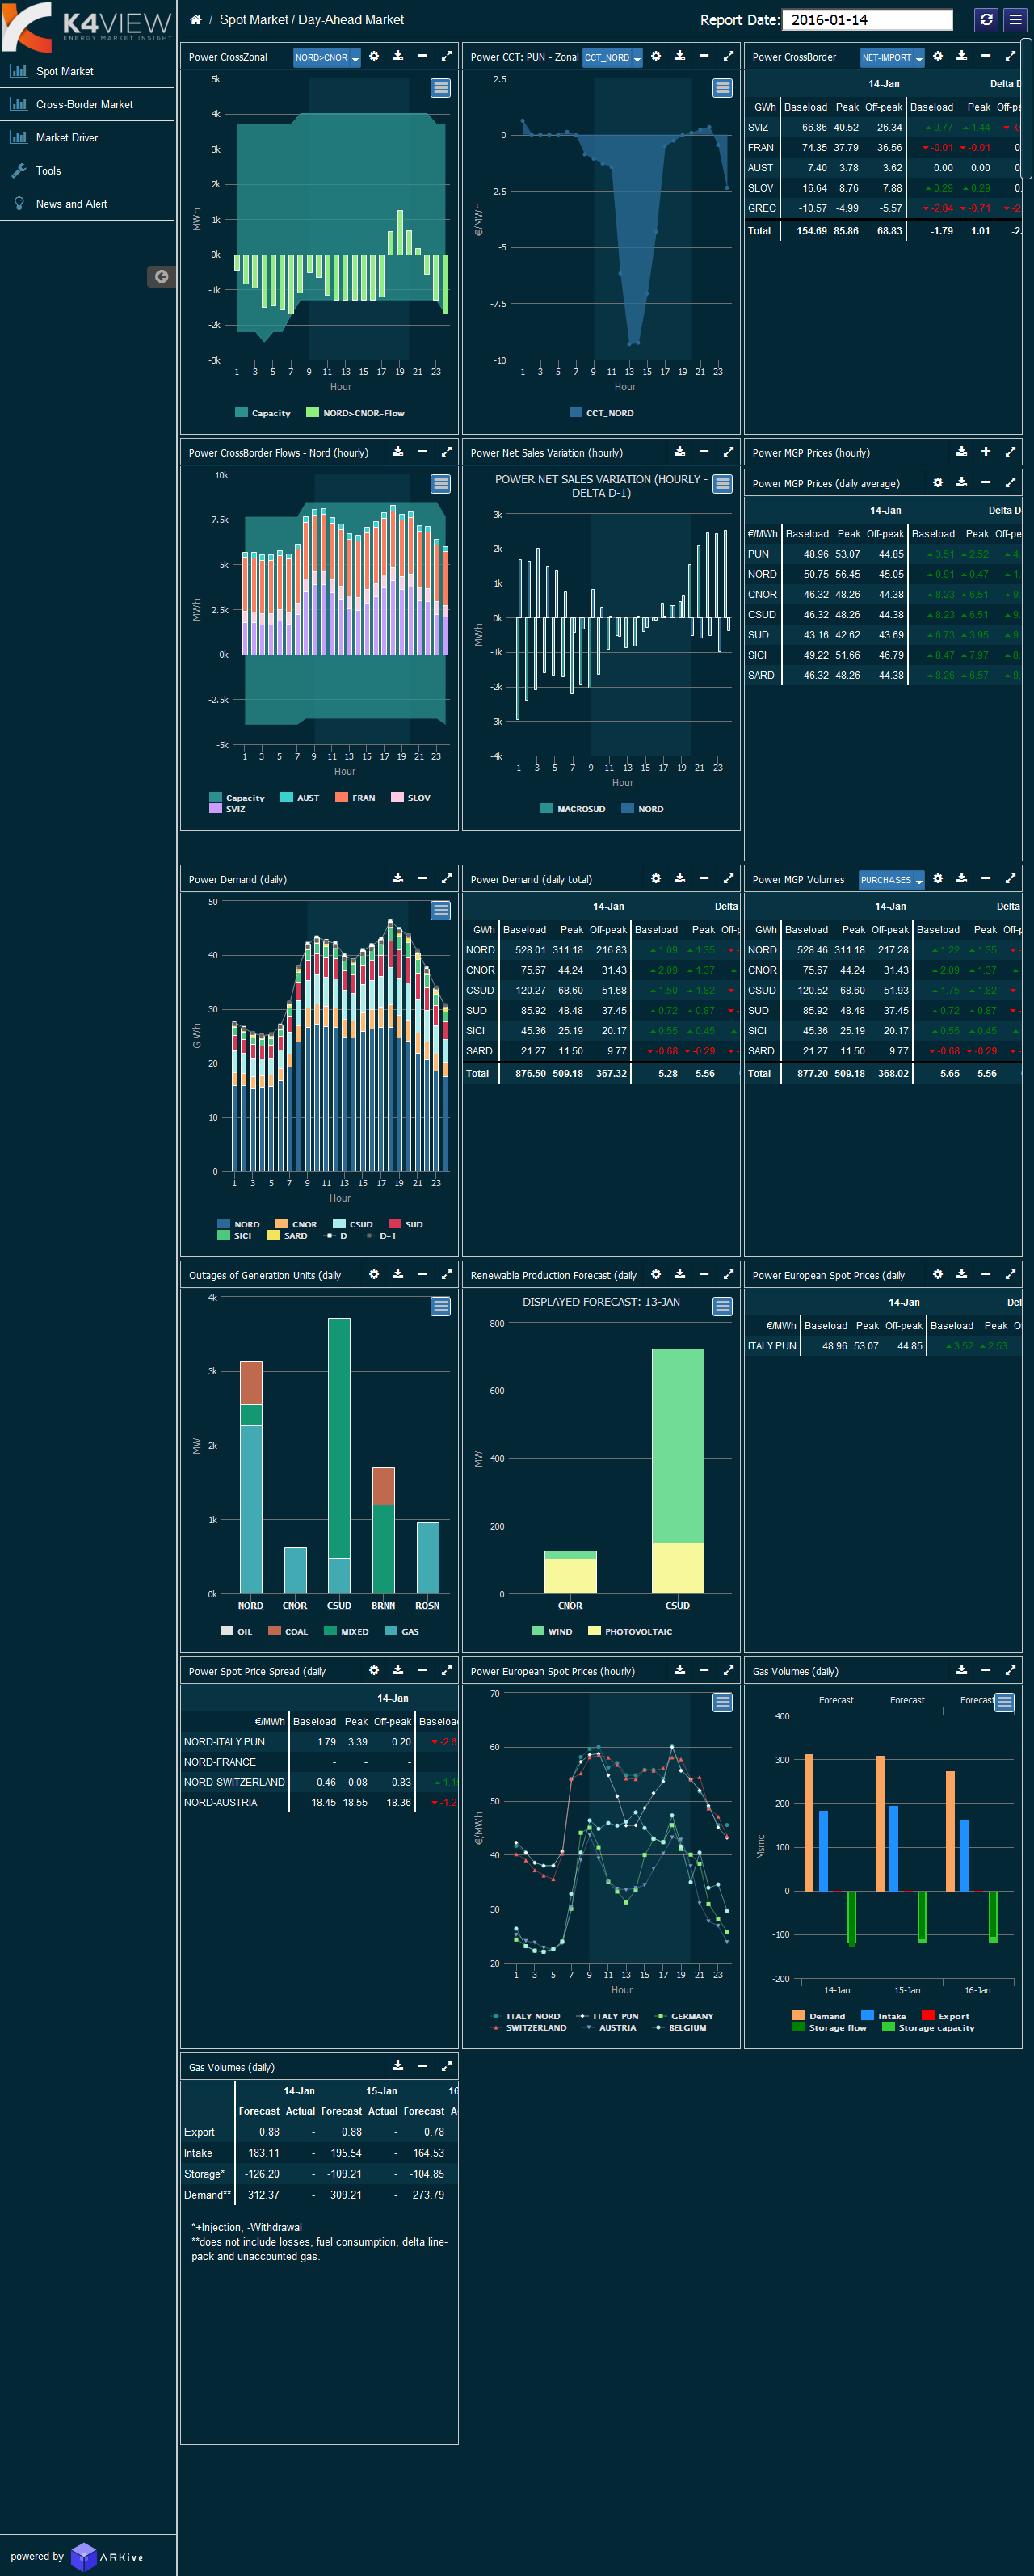 K4VIEW
ENERGY MARKET INSIGHT
/ Spot Market / Day-Ahead Market
Report Date: 2016-01-14
Spot Market
Cross-Border Market
Market Driver
Tools
News and Alert
Power CrossZonal NORD>CNOR
5k
4k
3k
2k
1k
0k
-1k
-2k
-3k
MWh
1 3 5 7 9 11 13 15 17 19 21 23
Hour
Capacity NORD>CNOR-Flow
Power CCT: PUN - Zonal CCT_NORD
2.5
0
-2.5
-5
-7.5
-10
€/MWh
1 3 5 7 9 11 13 15 17 19 21 23
Hour
CCT_NORD
Power CrossBorder NET-IMPORT
14-Jan Delta D
GWh Baseload Peak Off-peak Baseload Peak Off-pe
SVIZ 66.86 40.52 26.34 0.77 1.44 -0
FRAN 74.35 37.79 36.56 -0.01 -0.01 0
AUST 7.40 3.78 3.62 0.00 0.00 0
SLOV 16.64 8.76 7.88 0.29 0.29 0.
GREC -10.57 -4.99 -5.57 -2.84 -0.71 -2.
Total 154.69 85.86 68.83 -1.79 1.01 -2.
Power CrossBorder Flows - Nord (hourly)
10k
7.5k
5k
2.5k
0k
-2.5k
-5k
MWh
1 3 5 7 9 11 13 15 17 19 21 23
Hour
Capacity AUST FRAN SLOV
SVIZ
Power Net Sales Variation (hourly)
POWER NET SALES VARIATION (HOURLY -
DELTA D-1)
3k
2k
1k
0k
-1k
-2k
-3k
-4k
MWh
1 3 5 7 9 11 13 15 17 19 21 23
Hour
MACROSUD NORD
Power MGP Prices (hourly)
Power MGP Prices (daily average)
14-Jan Delta D
€/MWh Baseload Peak Off-peak Baseload Peak Off-pe
PUN 48.96 53.07 44.85 3.51 2.52 4.
NORD 50.75 56.45 45.05 0.91 0.47 1
CNOR 46.32 48.26 44.38 8.23 6.51 9.
CSUD 46.32 48.26 44.38 8.23 6.51 9.
SUD 43.16 42.62 43.69 6.73 3.95 9.
SICI 49.22 51.66 46.79 8.47 7.97 8.
SARD 46.32 48.26 44.38 8.26 6.57 9.
Power Demand (daily)
50
40
30
20
10
0
G Wh
1 3 5 7 9 11 13 15 17 19 21 23
Hour
NORD CNOR CSUD SUD
SICI SARD D D-1
Power Demand (daily total)
14-Jan Delta
GWh Baseload Peak Off-peak Baseload Peak Off-p
NORD 528.01 311.18 216.83 1.09 1.35 -
CNOR 75.67 44.24 31.43 2.09 1.37
CSUD 120.27 68.60 51.68 1.50 1.82 -
SUD 85.92 48.48 37.45 0.72 0.87 -
SICI 45.36 25.19 20.17 0.55 0.45
SARD 21.27 11.50 9.77 -0.68 -0.29 -
Total 876.50 509.18 367.32 5.28 5.56 -
Power MGP Volumes PURCHASES
14-Jan Delta
GWh Baseload Peak Off-peak Baseload Peak Off-p
NORD 528.46 311.18 217.28 1.22 1.35 -
CNOR 75.67 44.24 31.43 2.09 1.37
CSUD 120.52 68.60 51.93 1.75 1.82 -
SUD 85.92 48.48 37.45 0.72 0.87 -
SICI 45.36 25.19 20.17 0.55 0.45
SARD 21.27 11.50 9.77 -0.68 -0.29 -
Total 877.20 509.18 368.02 5.65 5.56
Outages of Generation Units (daily
4k
3k
2k
1k
0k
MW
NORD CNOR CSUD BRNN ROSN
OIL COAL MIXED GAS
Renewable Production Forecast (daily
DISPLAYED FORECAST: 13-JAN
800
600
400
200
0
MW
CNOR CSUD
WIND PHOTOVOLTAIC
Power European Spot Prices (daily
14-Jan Del
€/MWh Baseload Peak Off-peak Baseload Peak O
ITALY PUN 48.96 53.07 44.85 3.52 2.53
Power Spot Price Spread (daily
14-Jan
€/MWh Baseload Peak Off-peak Baseload
NORD-ITALY PUN 1.79 3.39 0.20 -2.6
NORD-FRANCE - - -
NORD-SWITZERLAND 0.46 0.08 0.83 1.1
NORD-AUSTRIA 18.45 18.55 18.36 -1.2
Power European Spot Prices (hourly)
70
60
50
40
30
20
€/MWh
1 3 5 7 9 11 13 15 17 19 21 23
Hour
ITALY NORD ITALY PUN GERMANY
SWITZERLAND AUSTRIA BELGIUM
Gas Volumes (daily)
Forecast Forecast Forecast
400
300
200
100
0
-100
-200
Msmc
14-Jan 15-Jan 16-Jan
Demand Intake Export
Storage flow Storage capacity
Gas Volumes (daily)
14-Jan 15-Jan 16
Forecast Actual Forecast Actual Forecast A
Export 0.88 - 0.88 - 0.78
Intake 183.11 - 195.54 - 164.53
Storage* -126.20 - -109.21 - -104.85
Demand** 312.37 - 309.21 - 273.79
*+Injection, -Withdrawal
**does not include losses, fuel consumption, delta line-
pack and unaccounted gas.
powered by ARKive